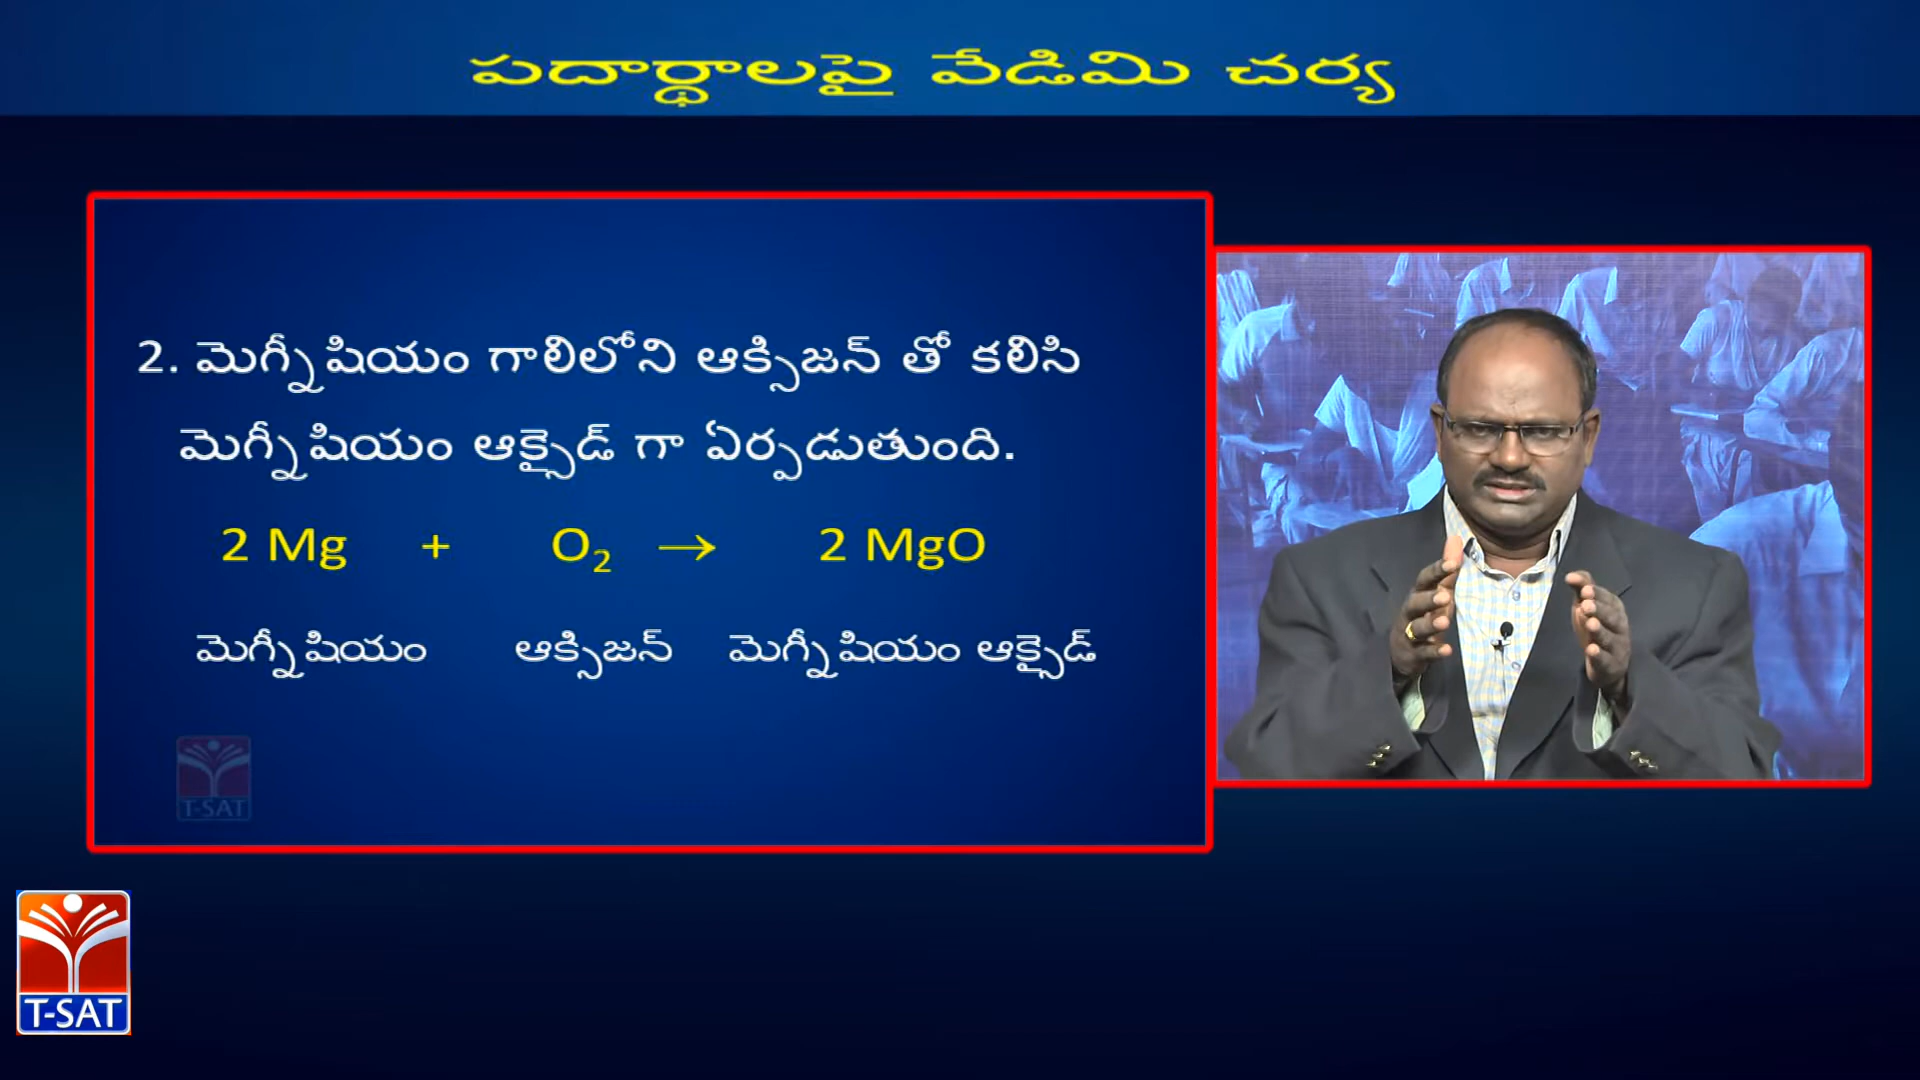 పదార్థాలపై వేడిమి చర్య
2. మెగ్నీషియం గాలిలోని ఆక్సిజన్ తో కలిసి
మెగ్నీషియం ఆక్సైడ్ గా ఏర్పడుతుంది.
2 Mg + O₂ → 2 MgO
మెగ్నీషియం ఆక్సిజన్ మెగ్నీషియం ఆక్సైడ్
T-SAT
T-SAT